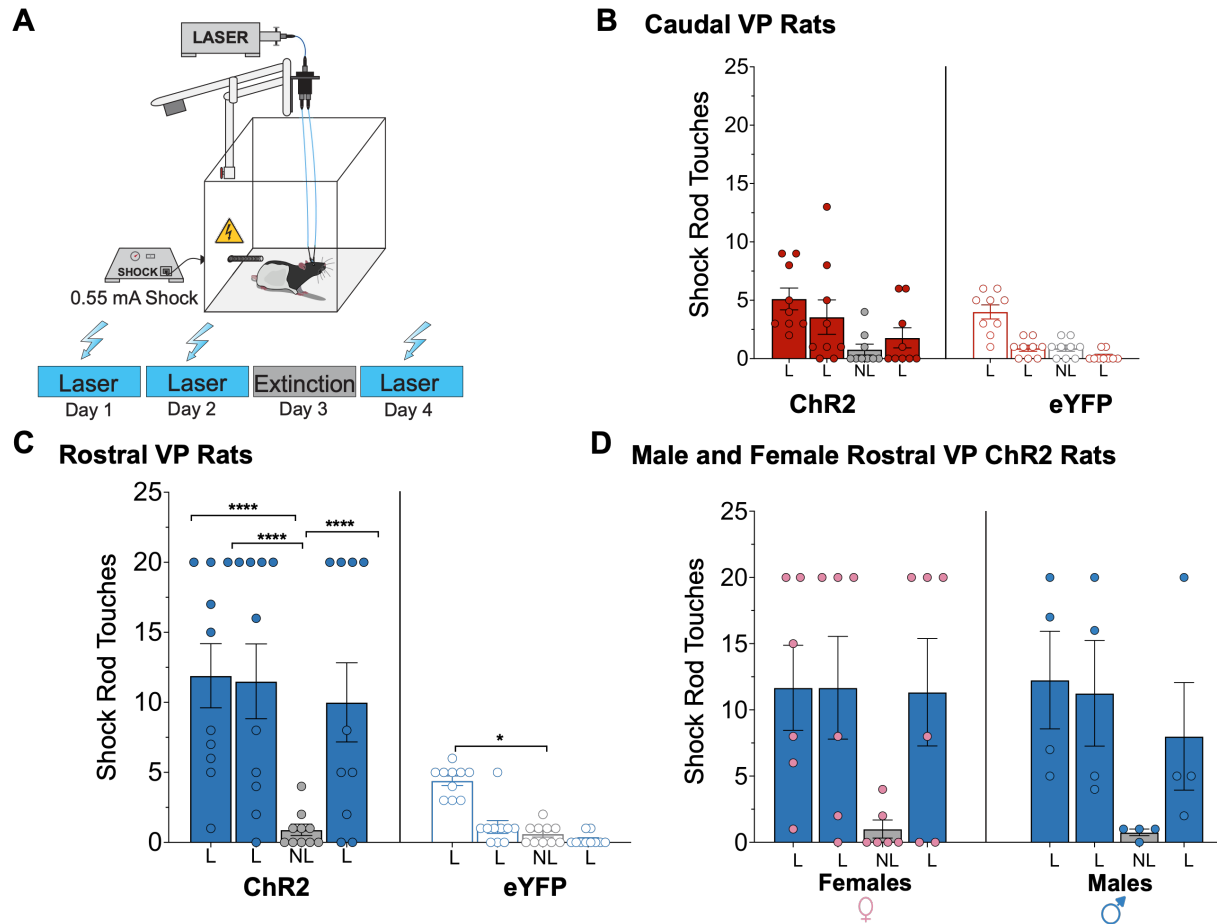 A
LASER
SHOCK
0.55 mA Shock
Laser Laser Extinction Laser
Day 1 Day 2 Day 3 Day 4
B Caudal VP Rats
Shock Rod Touches
25
20
15
10
5
0
L L NL L L L NL L
ChR2 eYFP
C Rostral VP Rats
Shock Rod Touches
25
20
15
10
5
0
**** **** ****
*
L L NL L L L NL L
ChR2 eYFP
D Male and Female Rostral VP ChR2 Rats
Shock Rod Touches
25
20
15
10
5
0
L L NL L L L NL L
Females Males
♀ ♂